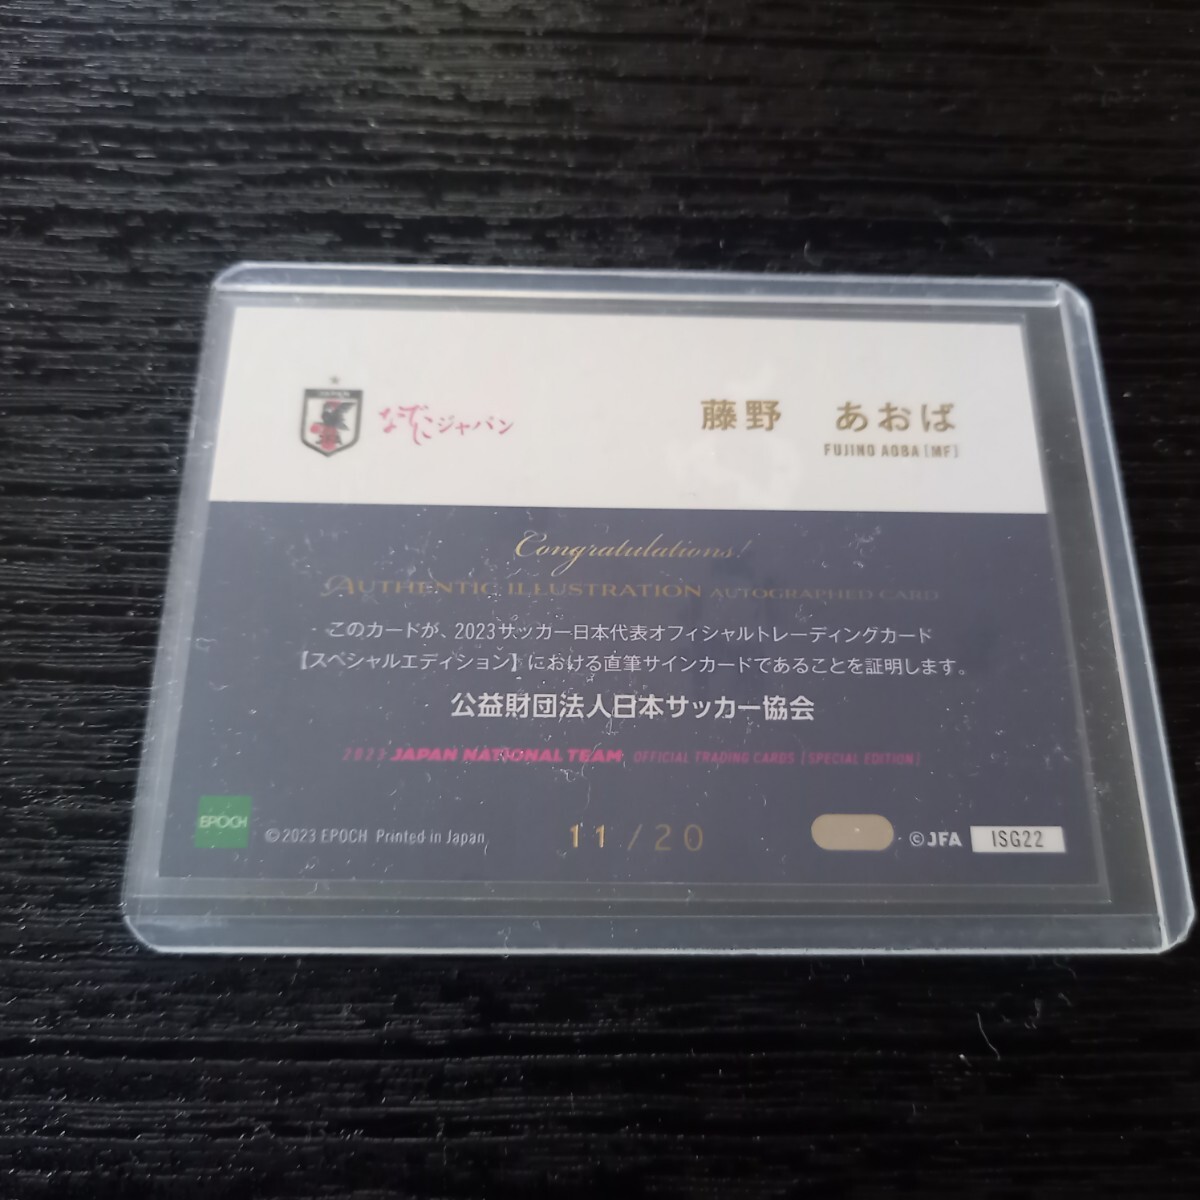 JAPAN
なでしこジャパン
藤野 あおば
FUJINO AOBA [MF]
Congratulations!
AUTHENTIC ILLUSTRATION AUTOGRAPHED CARD
このカードが、2023サッカー日本代表オフィシャルトレーディングカード
【スペシャルエディション】における直筆サインカードであることを証明します。
公益財団法人日本サッカー協会
2023 JAPAN NATIONAL TEAM OFFICIAL TRADING CARDS [SPECIAL EDITION]
EPOCH
©2023 EPOCH Printed in Japan
11/20
©JFA
ISG22